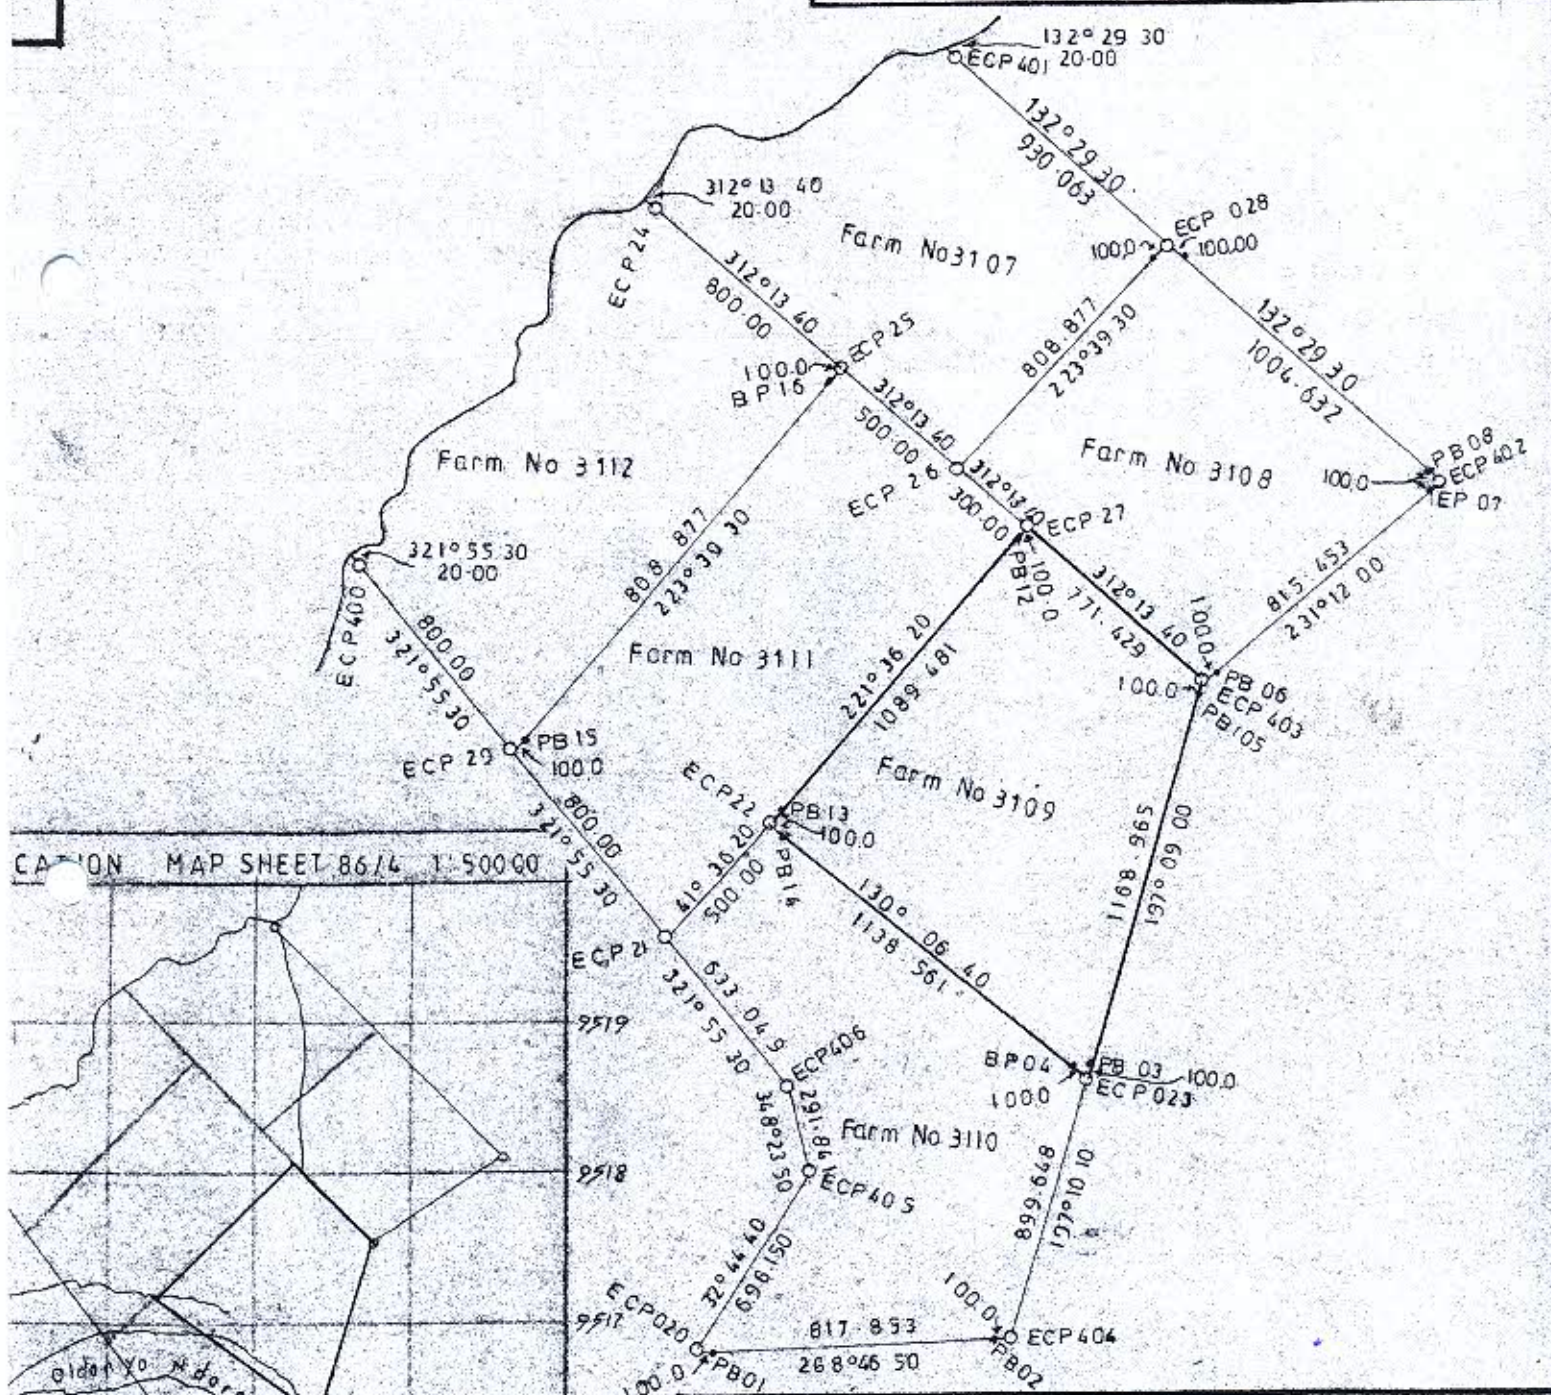 132° 29 30
20·00
ECP 401
132° 29 30
930·063
312° 13 40
20·00
ECP 24
Farm No 3107
ECP 028
100,0
100,00
312° 13 40
800·00
ECP 25
100.0
BP 16
808·877
223° 39 30
132° 29 30
1004·632
312° 13 40
500·00
Farm No 3112
Farm No 3108
PB 08
ECP 402
100,0
EP 07
ECP 26
312° 13 40
300·00
ECP 27
PB 12
100·0
321° 55 30
20·00
ECP 400
808 877
223° 39 30
312° 13 40
771·429
815·453
231° 12 00
800·00
321° 55 30
Farm No 3111
221° 36 20
1089 481
100.0
100.0
PB 06
ECP 403
PB 105
ECP 29
PB 15
100 0
ECP 22
PB 13
100.0
PB 14
Farm No 3109
800·00
321° 55 30
41° 36 20
500 00
1168·965
197° 09 00
MAP SHEET 86/4 1:50000
130° 06 40
1138 561
ECP 21
633 049
321° 55 30
9519
ECP 406
BP 04
100 0
PB 03
100.0
ECP 023
291·841
348° 23 50
Farm No 3110
9518
ECP 405
899·648
197° 10 10
32° 44 40
696·150
ECP 020
9517
100.0
817·853
268° 46 50
ECP 404
PB 02
PB 01
100.0